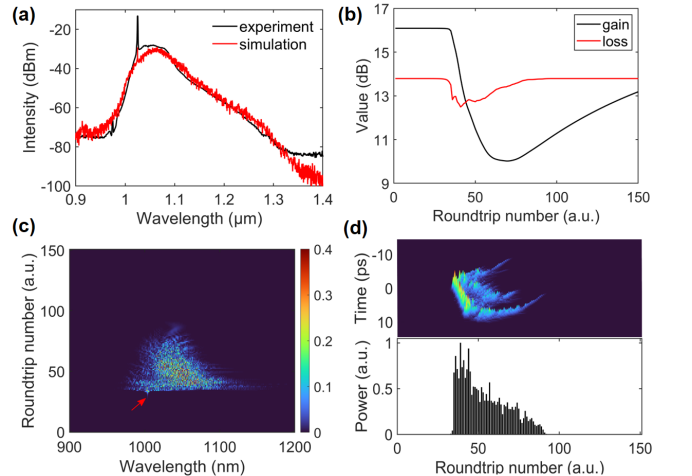 (a)
-20
-40
-60
-80
-100
Intensity (dBm)
experiment
simulation
0.9 1 1.1 1.2 1.3 1.4
Wavelength (μm)
(b)
17
16
15
13
12
11
9
Value (dB)
gain
loss
0 50 100 150
Roundtrip number (a.u.)
(c)
150
100
50
0
Roundtrip number (a.u.)
900 1000 1100 1200
Wavelength (nm)
0.4
0.3
0.2
0.1
0
(d)
-10
0
10
Time (ps)
1
0.5
0
Power (a.u.)
0 50 100 150
Roundtrip number (a.u.)